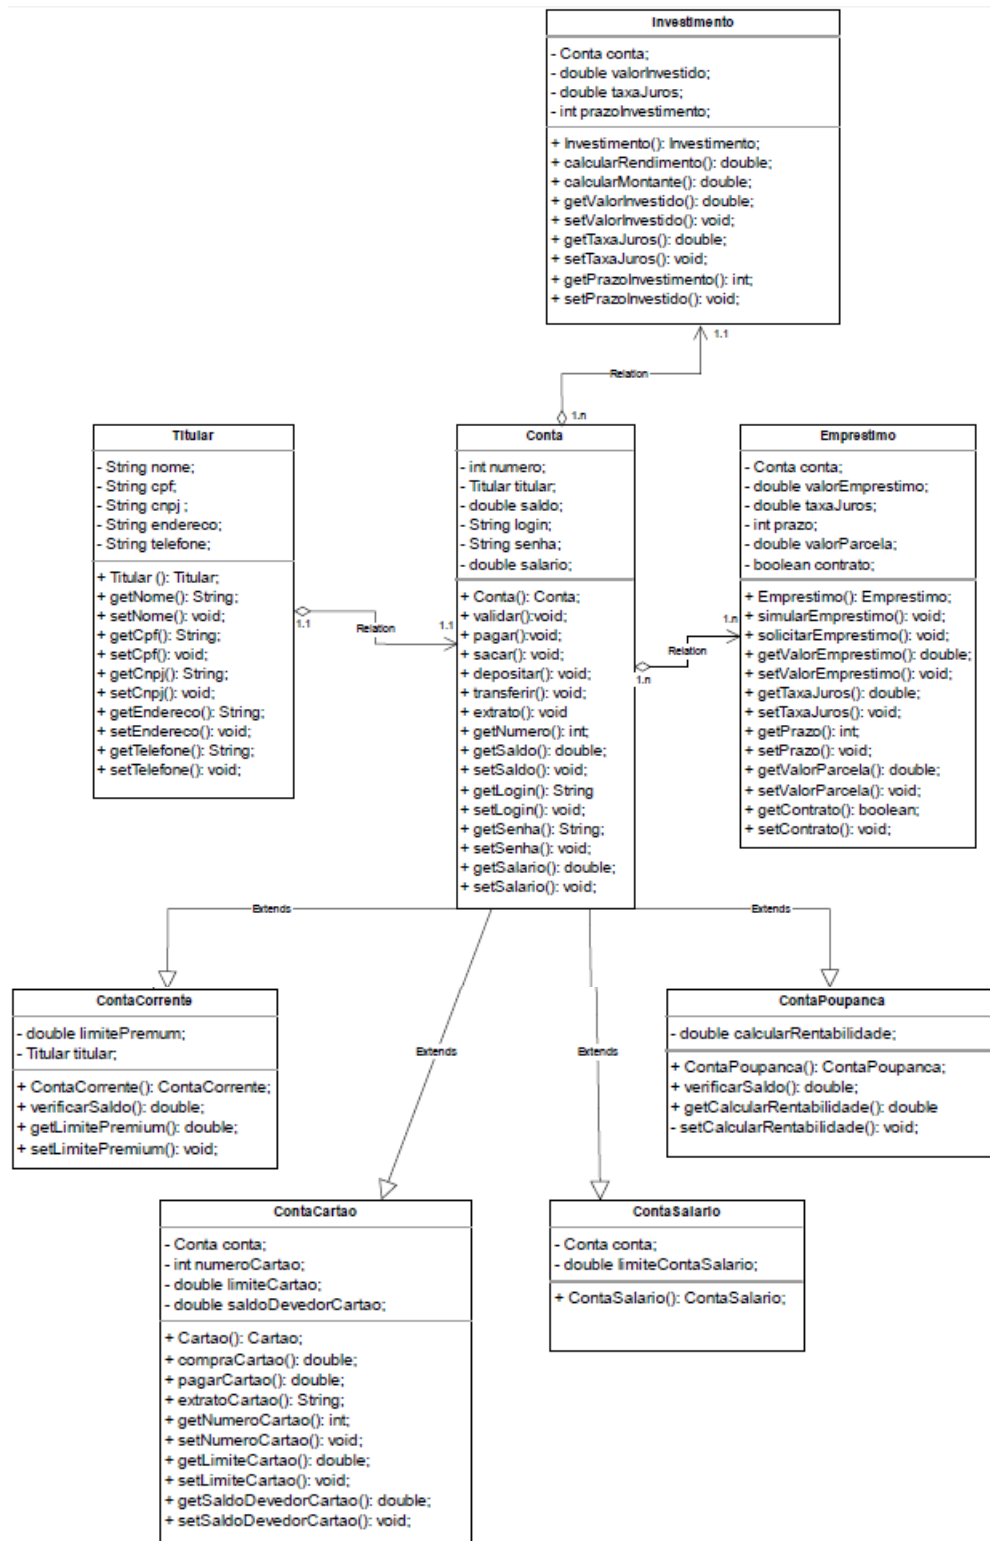 Investimento
- Conta conta;
- double valorInvestido;
- double taxaJuros;
- int prazoInvestimento;
+ Investimento(): Investimento;
+ calcularRendimento(): double;
+ calcularMontante(): double;
+ getValorInvestido(): double;
+ setValorInvestido(): void;
+ getTaxaJuros(): double;
+ setTaxaJuros(): void;
+ getPrazoInvestimento(): int;
+ setPrazoInvestido(): void;
1.1
Relation
1.n
Titular
- String nome;
- String cpf;
- String cnpj ;
- String endereco;
- String telefone;
+ Titular (): Titular;
+ getNome(): String;
+ setNome(): void;
+ getCpf(): String;
+ setCpf(): void;
+ getCnpj(): String;
+ setCnpj(): void;
+ getEndereco(): String;
+ setEndereco(): void;
+ getTelefone(): String;
+ setTelefone(): void;
1.1
Relation
1.1
Conta
- int numero;
- Titular titular;
- double saldo;
- String login;
- String senha;
- double salario;
+ Conta(): Conta;
+ validar():void;
+ pagar():void;
+ sacar(): void;
+ depositar(): void;
+ transferir(): void;
+ extrato(): void
+ getNumero(): int;
+ getSaldo(): double;
+ setSaldo(): void;
+ getLogin(): String
+ setLogin(): void;
+ getSenha(): String;
+ setSenha(): void;
+ getSalario(): double;
+ setSalario(): void;
1.n
Relation
1.n
Emprestimo
- Conta conta;
- double valorEmprestimo;
- double taxaJuros;
- int prazo;
- double valorParcela;
- boolean contrato;
+ Emprestimo(): Emprestimo;
+ simularEmprestimo(): void;
+ solicitarEmprestimo(): void;
+ getValorEmprestimo(): double;
+ setValorEmprestimo(): void;
+ getTaxaJuros(): double;
+ setTaxaJuros(): void;
+ getPrazo(): int;
+ setPrazo(): void;
+ getValorParcela(): double;
+ setValorParcela(): void;
+ getContrato(): boolean;
+ setContrato(): void;
Extends
Extends
Extends
Extends
ContaCorrente
- double limitePremum;
- Titular titular;
+ ContaCorrente(): ContaCorrente;
+ verificarSaldo(): double;
+ getLimitePremium(): double;
+ setLimitePremium(): void;
ContaPoupanca
- double calcularRentabilidade;
+ ContaPoupanca(): ContaPoupanca;
+ verificarSaldo(): double;
+ getCalcularRentabilidade(): double
- setCalcularRentabilidade(): void;
ContaCartao
- Conta conta;
- int numeroCartao;
- double limiteCartao;
- double saldoDevedorCartao;
+ Cartao(): Cartao;
+ compraCartao(): double;
+ pagarCartao(): double;
+ extratoCartao(): String;
+ getNumeroCartao(): int;
+ setNumeroCartao(): void;
+ getLimiteCartao(): double;
+ setLimiteCartao(): void;
+ getSaldoDevedorCartao(): double;
+ setSaldoDevedorCartao(): void;
ContaSalario
- Conta conta;
- double limiteContaSalario;
+ ContaSalario(): ContaSalario;